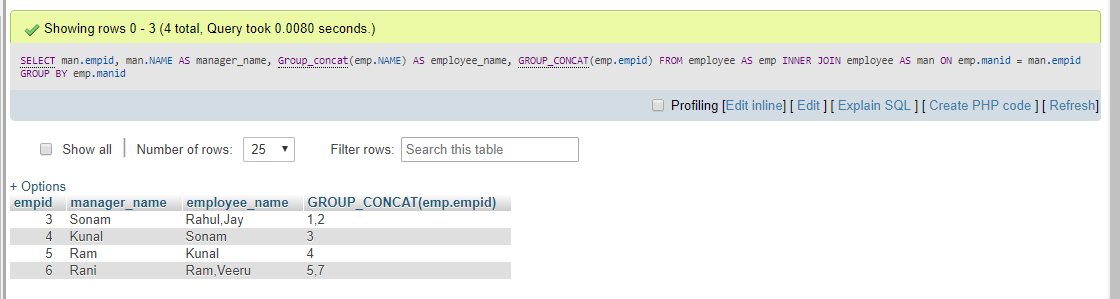 Showing rows 0 - 3 (4 total, Query took 0.0080 seconds.)
SELECT man.empid, man.NAME AS manager_name, Group_concat(emp.NAME) AS employee_name, GROUP_CONCAT(emp.empid) FROM employee AS emp INNER JOIN employee AS man ON emp.manid = man.empid
GROUP BY emp.manid
Profiling [Edit inline] [ Edit ] [ Explain SQL ] [ Create PHP code ] [ Refresh]
Show all Number of rows: 25 Filter rows: Search this table
+ Options
empid manager_name employee_name GROUP_CONCAT(emp.empid)
3 Sonam Rahul,Jay 1,2
4 Kunal Sonam 3
5 Ram Kunal 4
6 Rani Ram,Veeru 5,7